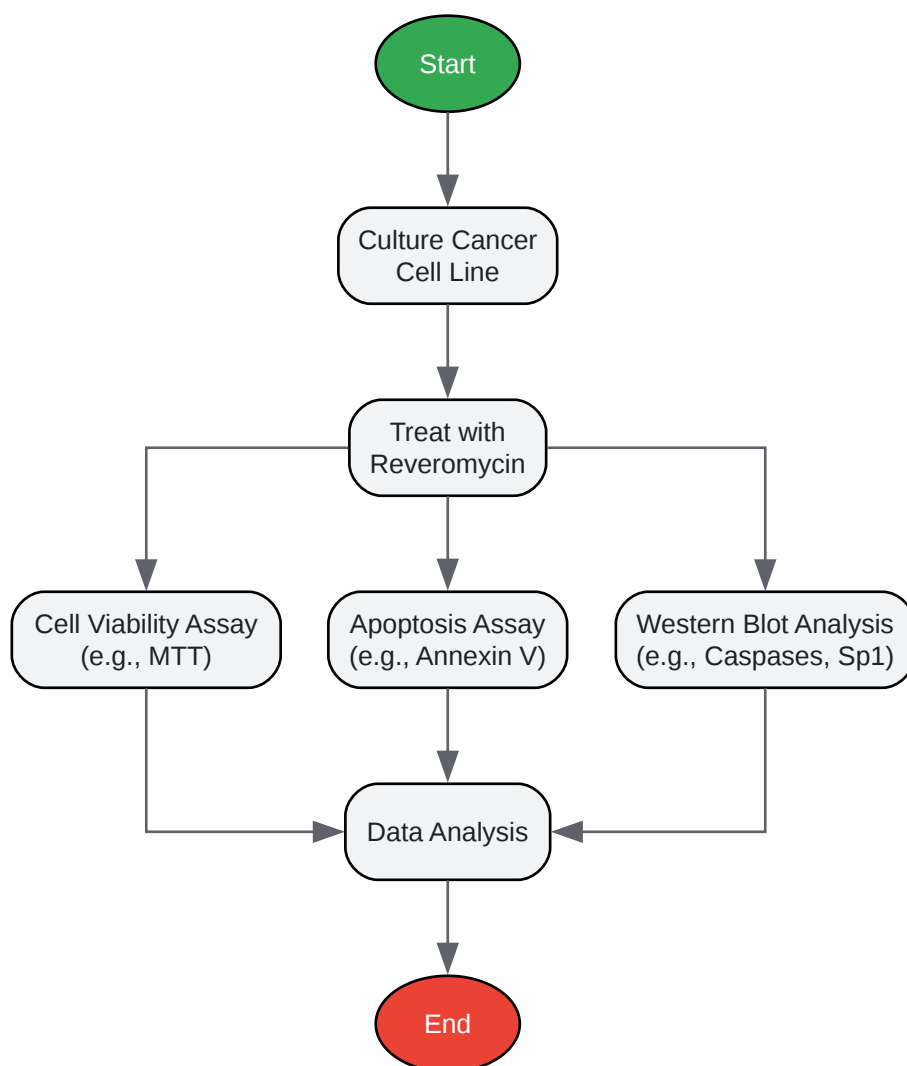 Start
Culture Cancer
Cell Line
Treat with
Reveromycin
Cell Viability Assay
(e.g., MTT)
Apoptosis Assay
(e.g., Annexin V)
Western Blot Analysis
(e.g., Caspases, Sp1)
Data Analysis
End